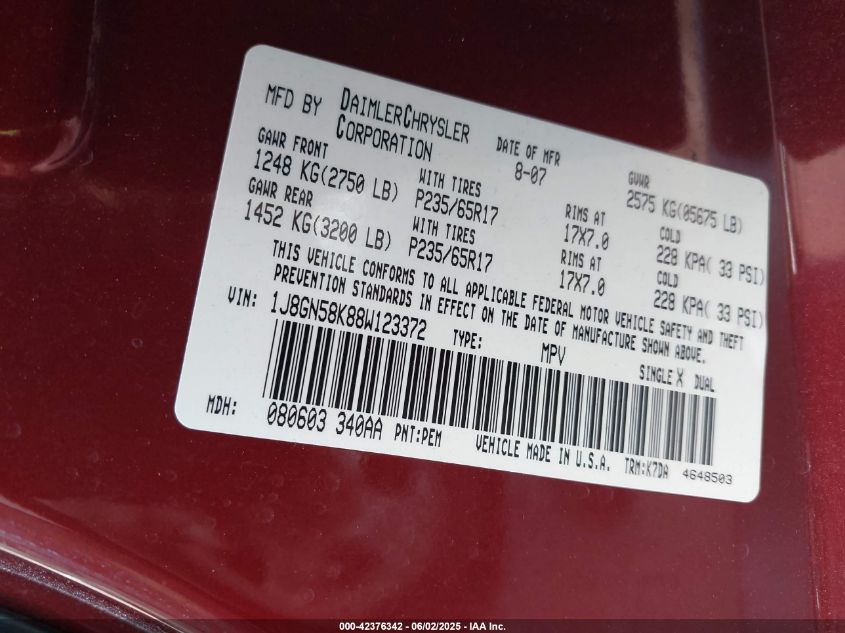 MFD BY DAIMLERCHRYSLER CORPORATION
DATE OF MFR 8-07
GVWR 2575 KG(05675 LB)
GAWR FRONT
1248 KG(2750 LB)
WITH TIRES
P235/65R17
RIMS AT
17X7.0
COLD
228 KPA( 33 PSI)
GAWR REAR
1452 KG(3200 LB)
WITH TIRES
P235/65R17
RIMS AT
17X7.0
COLD
228 KPA( 33 PSI)
THIS VEHICLE CONFORMS TO ALL APPLICABLE FEDERAL MOTOR VEHICLE SAFETY AND THEFT
PREVENTION STANDARDS IN EFFECT ON THE DATE OF MANUFACTURE SHOWN ABOVE.
VIN: 1J8GN58K88W123372 TYPE: MPV SINGLE X DUAL
MDH: 080603 340AA PNT:PEM VEHICLE MADE IN U.S.A. TRM:K7DA 4648503
000-42376342 | 06/02/2025 - IAA Inc.